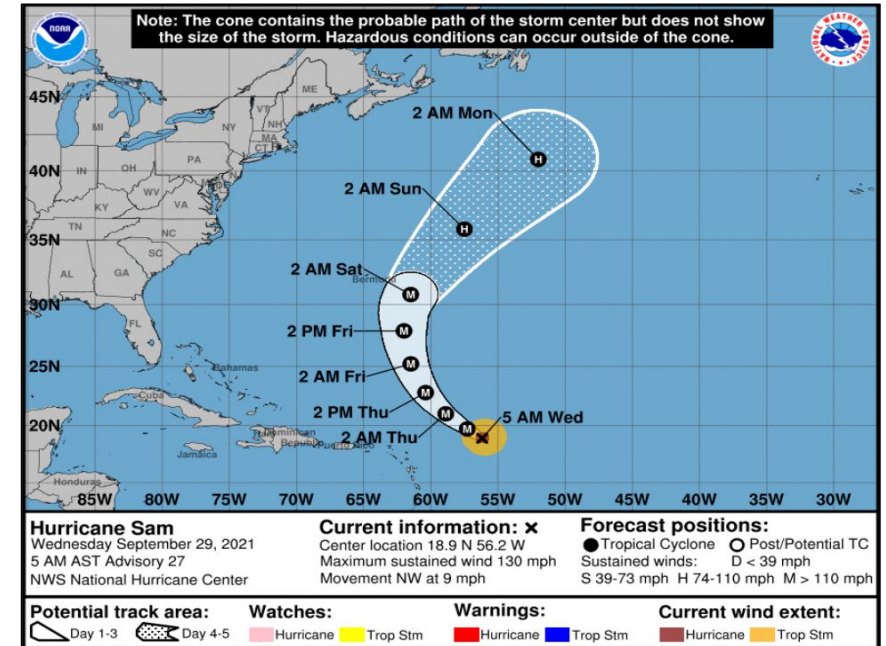 Note: The cone contains the probable path of the storm center but does not show
the size of the storm. Hazardous conditions can occur outside of the cone.
NOAA
NATIONAL WEATHER SERVICE
ME
45N
VT
MI
NY
NH
MA
CT
2 AM Mon
40N
IN
OH
PA
WV
VA
KY
2 AM Sun
35N
TN
NC
SC
AL
GA
2 AM Sat
Bermuda
30N
FL
2 PM Fri
25N
Bahamas
2 AM Fri
Cuba
2 PM Thu
20N
Dominican
Republic
Puerto Rico
2 AM Thu
5 AM Wed
Jamaica
Honduras
H
H
M
M
M
M
M
M
85W 80W 75W 70W 65W 60W 55W 50W 45W 40W 35W 30W
Hurricane Sam
Wednesday September 29, 2021
5 AM AST Advisory 27
NWS National Hurricane Center
Current information: x
Center location 18.9 N 56.2 W
Maximum sustained wind 130 mph
Movement NW at 9 mph
Forecast positions:
Tropical Cyclone Post/Potential TC
Sustained winds: D < 39 mph
S 39-73 mph H 74-110 mph M > 110 mph
Potential track area:
Day 1-3 Day 4-5
Watches:
Hurricane Trop Stm
Warnings:
Hurricane Trop Stm
Current wind extent:
Hurricane Trop Stm